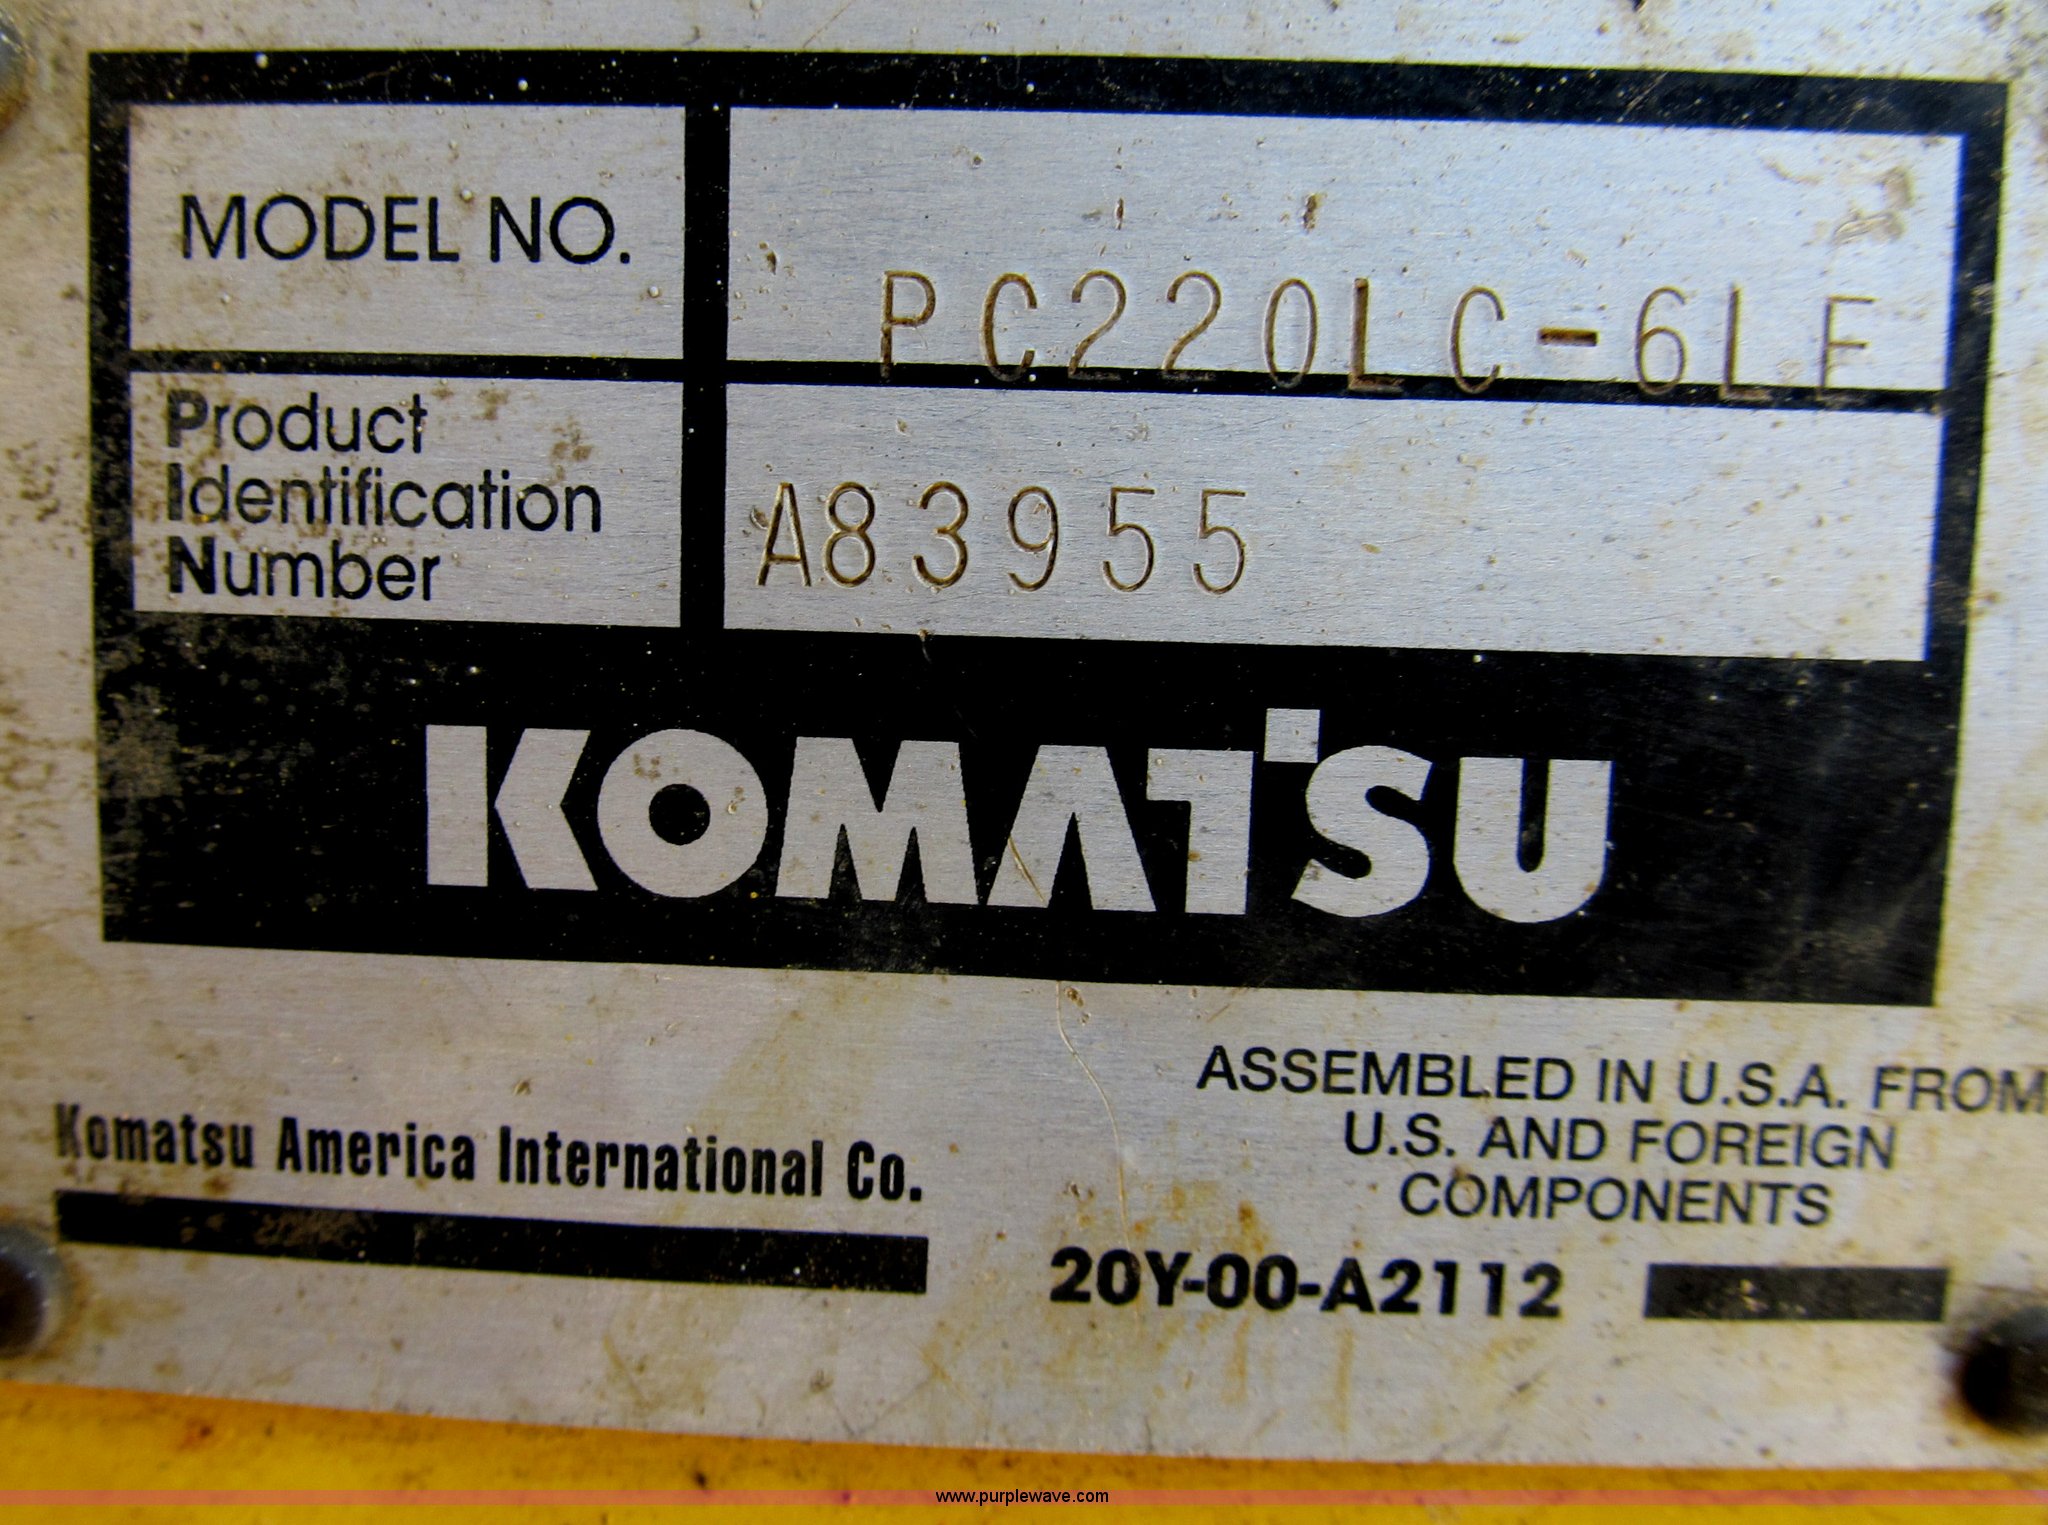 MODEL NO.
PC220LC-6LE
Product
Identification
Number
A83955
KOMATSU
ASSEMBLED IN U.S.A. FROM
U.S. AND FOREIGN
COMPONENTS
Komatsu America International Co.
20Y-00-A2112
www.purplewave.com